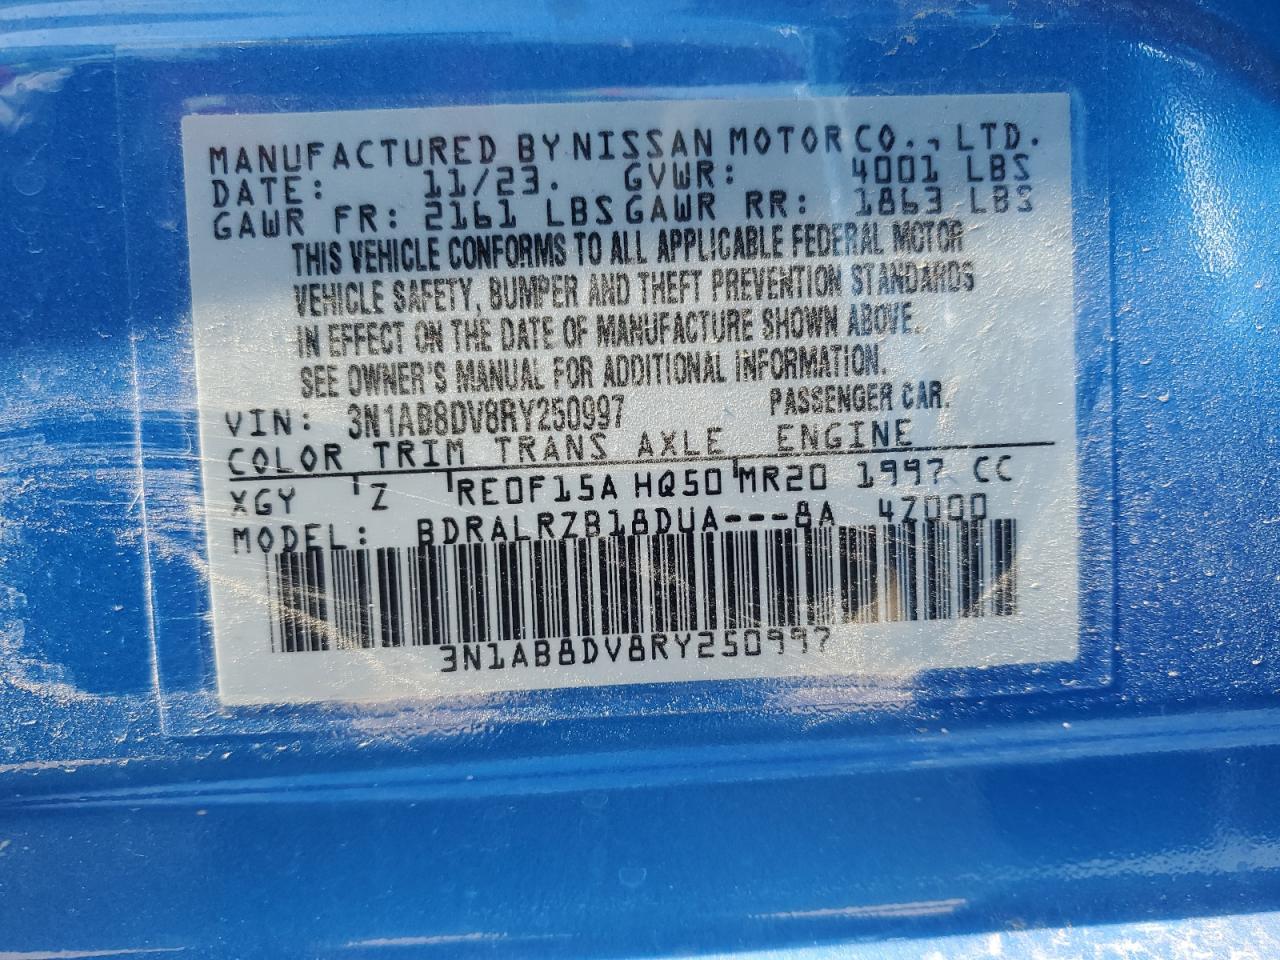 MANUFACTURED BY NISSAN MOTOR CO., LTD.
DATE: 11/23. GVWR: 4001 LBS
GAWR FR: 2161 LBS GAWR RR: 1863 LBS
THIS VEHICLE CONFORMS TO ALL APPLICABLE FEDERAL MOTOR
VEHICLE SAFETY, BUMPER AND THEFT PREVENTION STANDARDS
IN EFFECT ON THE DATE OF MANUFACTURE SHOWN ABOVE.
SEE OWNER'S MANUAL FOR ADDITIONAL INFORMATION.
VIN: 3N1AB8DV8RY250997 PASSENGER CAR.
COLOR TRIM TRANS AXLE ENGINE
XGY Z RE0F15A HQ50 MR20 1997 CC
MODEL: BDRALRZB18DUA---8A 4Z000
3N1AB8DV8RY250997